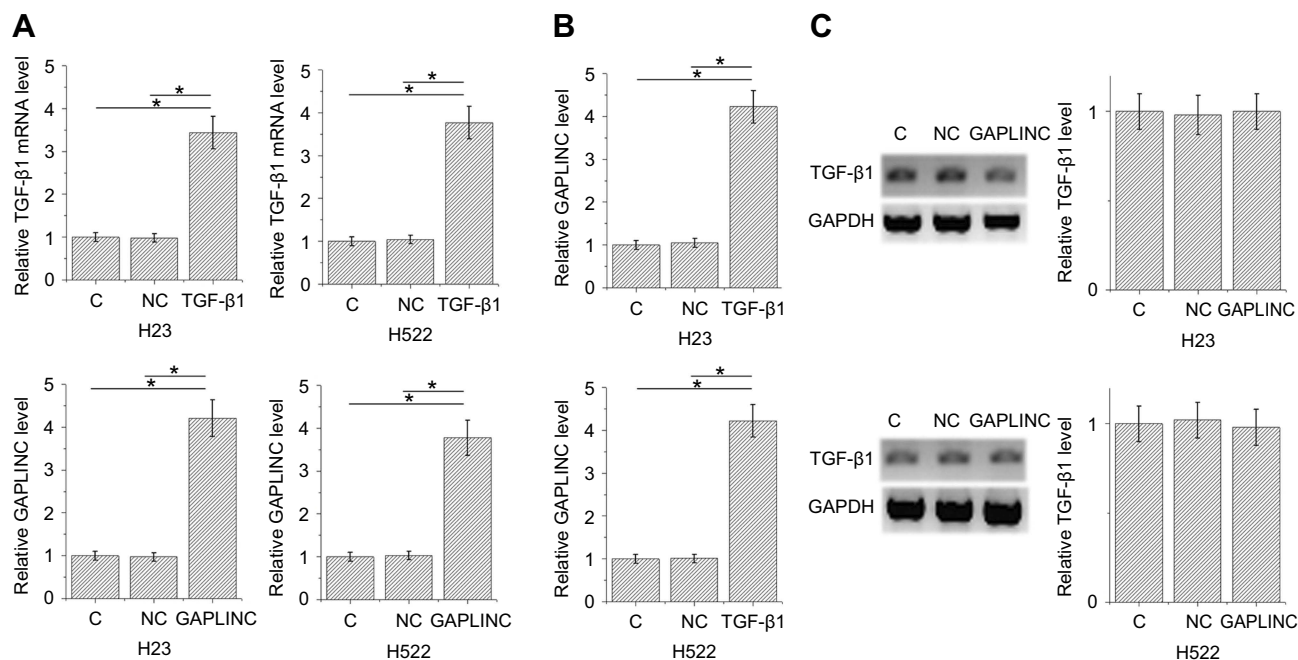 A
B
C
Relative TGF-β1 mRNA level
5
4
3
2
1
0
*
*
C NC TGF-β1
H23
Relative TGF-β1 mRNA level
5
4
3
2
1
0
*
*
C NC TGF-β1
H522
Relative GAPLINC level
5
4
3
2
1
0
*
*
C NC TGF-β1
H23
C NC GAPLINC
TGF-β1
GAPDH
Relative TGF-β1 level
1
0
C NC GAPLINC
H23
Relative GAPLINC level
5
4
3
2
1
0
*
*
C NC GAPLINC
H23
Relative GAPLINC level
5
4
3
2
1
0
*
*
C NC GAPLINC
H522
Relative GAPLINC level
5
4
3
2
1
0
*
*
C NC TGF-β1
H522
C NC GAPLINC
TGF-β1
GAPDH
Relative TGF-β1 level
1
0
C NC GAPLINC
H522